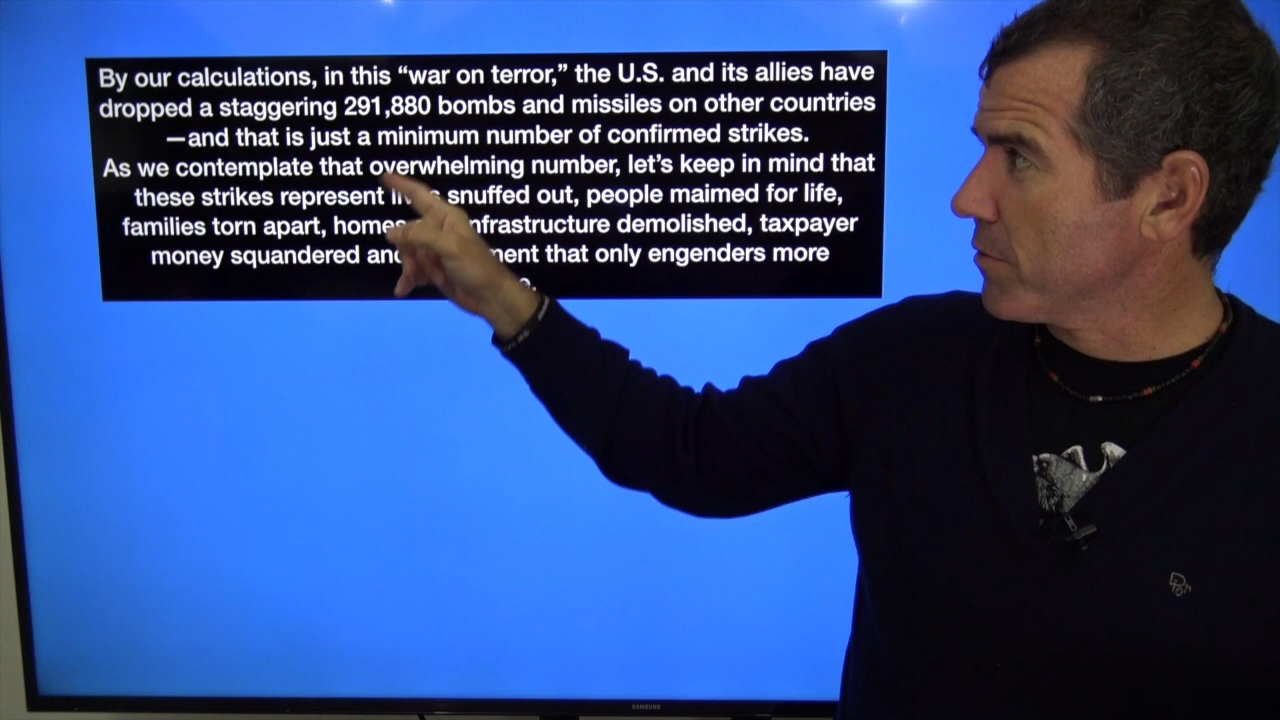 By our calculations, in this “war on terror,” the U.S. and its allies have
dropped a staggering 291,880 bombs and missiles on other countries
—and that is just a minimum number of confirmed strikes.
As we contemplate that overwhelming number, let’s keep in mind that
these strikes represent snuffed out, people maimed for life,
families torn apart, infrastructure demolished, taxpayer
money squandered and that only engenders more
SAMSUNG
Dior